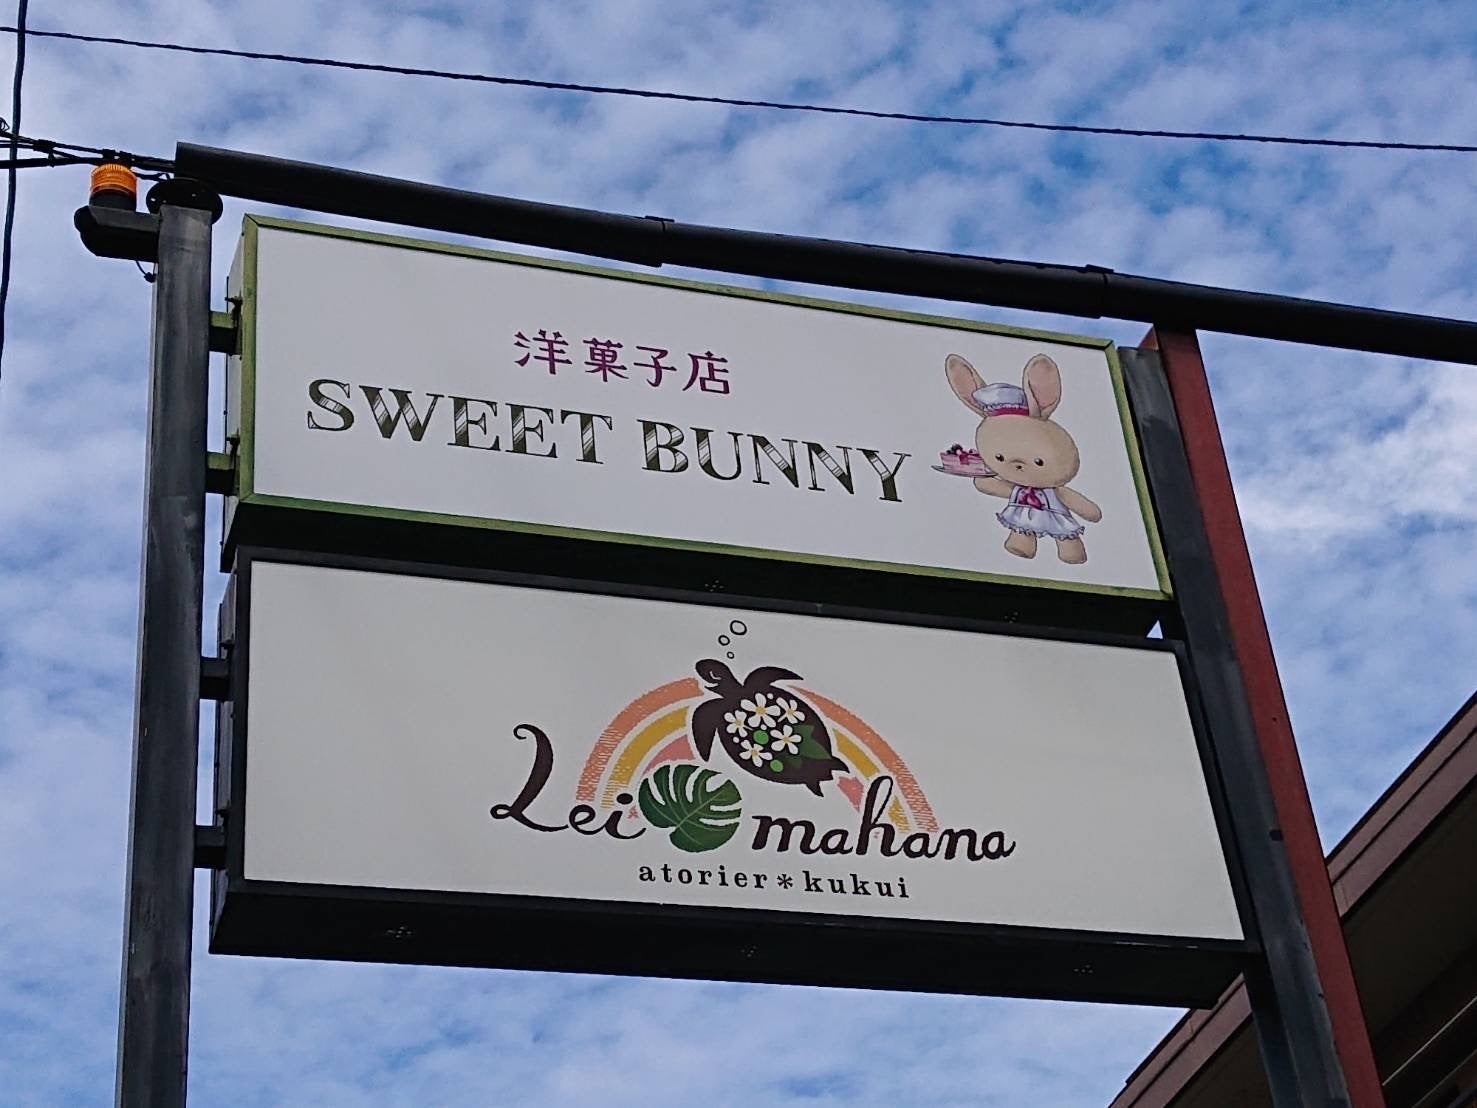 洋菓子店
SWEET BUNNY
Lei mahana
atorier*kukui